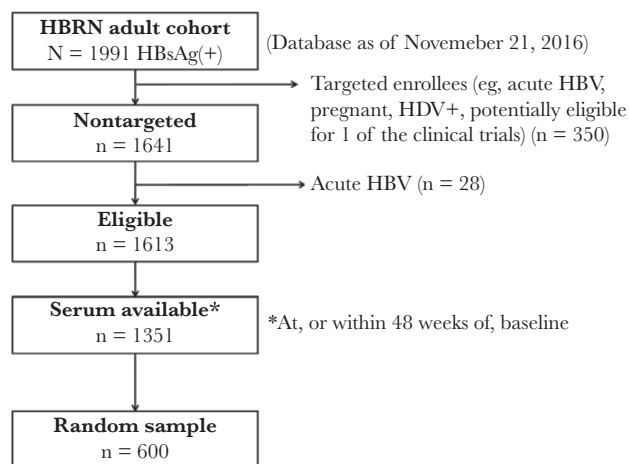 HBRN adult cohort
N = 1991 HBsAg(+)
(Database as of Novemeber 21, 2016)
Targeted enrollees (eg, acute HBV,
pregnant, HDV+, potentially eligible
for 1 of the clinical trials) (n = 350)
Nontargeted
n = 1641
Acute HBV (n = 28)
Eligible
n = 1613
Serum available*
n = 1351
*At, or within 48 weeks of, baseline
Random sample
n = 600